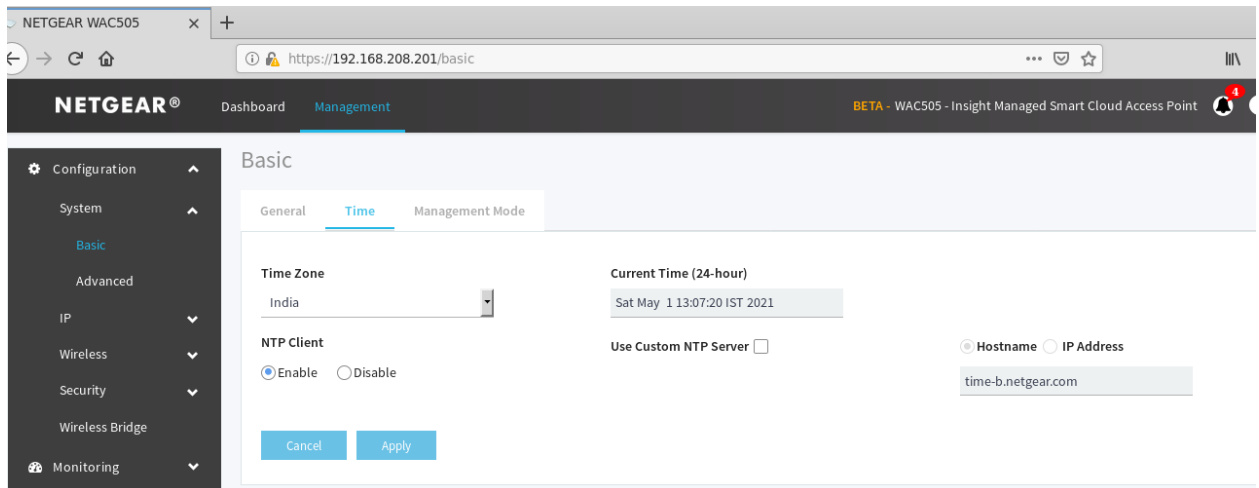 NETGEAR WAC505 × +
https://192.168.208.201/basic
NETGEAR® Dashboard Management BETA - WAC505 - Insight Managed Smart Cloud Access Point 4
Configuration
System
Basic
Advanced
IP
Wireless
Security
Wireless Bridge
Monitoring
Basic
General Time Management Mode
Time Zone Current Time (24-hour)
India Sat May  1 13:07:20 IST 2021
NTP Client Use Custom NTP Server Hostname IP Address
Enable Disable time-b.netgear.com
Cancel Apply